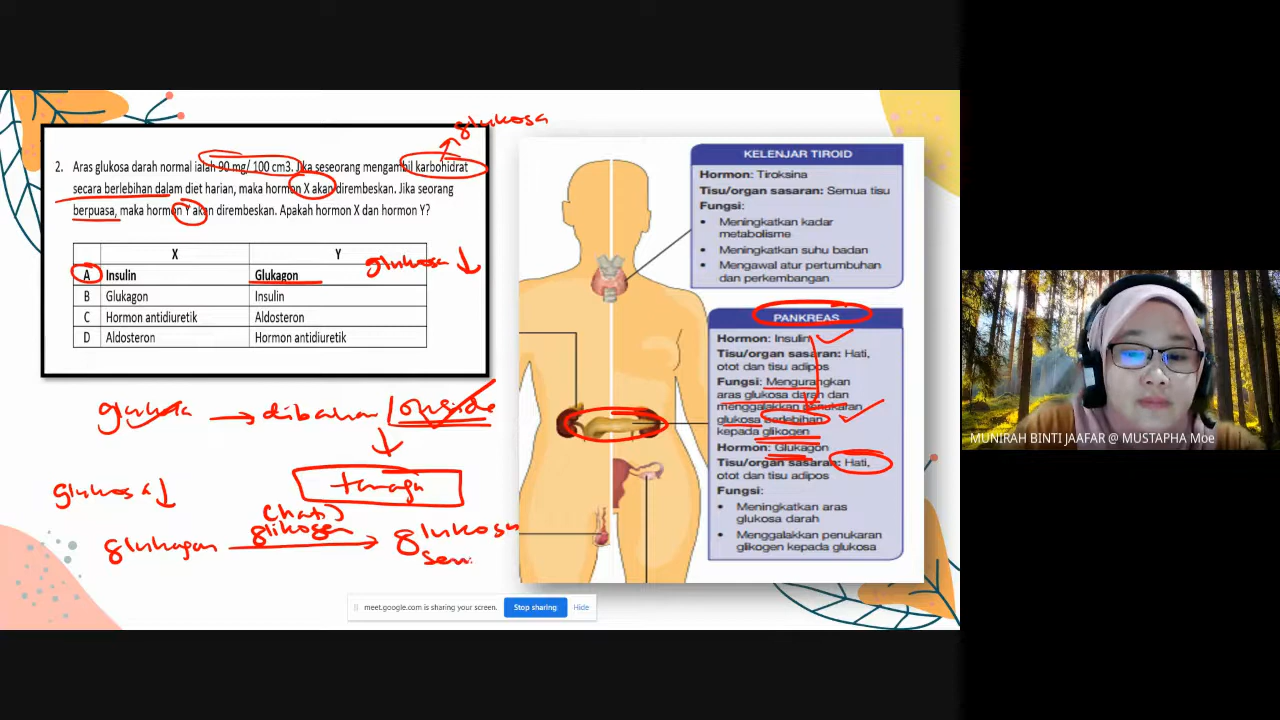 glukosa
2. Aras glukosa darah normal ialah 90 mg/ 100 cm3. Jika seseorang mengambil karbohidrat
secara berlebihan dalam diet harian, maka hormon X akan dirembeskan. Jika seorang
berpuasa, maka hormon Y akan dirembeskan. Apakah hormon X dan hormon Y?
X Y
A Insulin Glukagon
glukosa ↓
B Glukagon Insulin
C Hormon antidiuretik Aldosteron
D Aldosteron Hormon antidiuretik
glukosa → dibakar
tenaga
glukosa ↓
(hati)
glukagon glikogen → glukosa
KELENJAR TIROID
Hormon: Tiroksina
Tisu/organ sasaran: Semua tisu
Fungsi:
• Meningkatkan kadar
metabolisme
• Meningkatkan suhu badan
• Mengawal atur pertumbuhan
dan perkembangan
PANKREAS
Hormon: Insulin
Tisu/organ sasaran: Hati,
otot dan tisu adipos
Fungsi: Mengurangkan
aras glukosa darah dan
menggalakkan penukaran
glukosa berlebihan
kepada glikogen
Hormon: Glukagon
Tisu/organ sasaran: Hati,
otot dan tisu adipos
Fungsi:
• Meningkatkan aras
glukosa darah
• Menggalakkan penukaran
glikogen kepada glukosa
meet.google.com is sharing your screen. Stop sharing Hide
MUNIRAH BINTI JAAFAR @ MUSTAPHA Moe